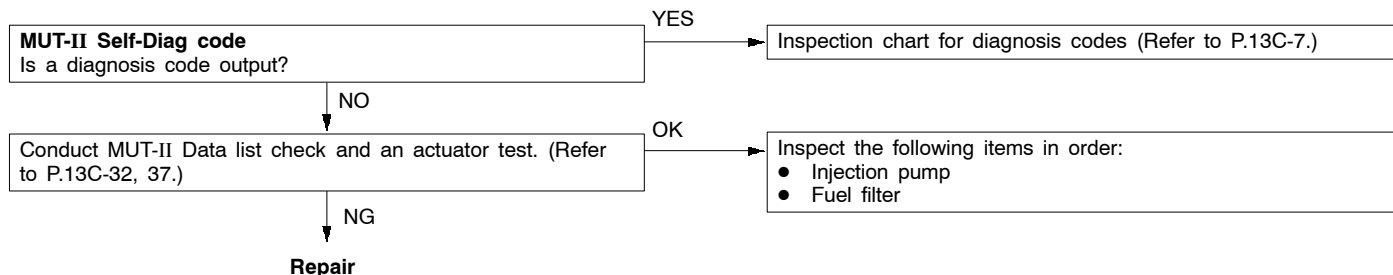 YES
MUT-II Self-Diag code
Is a diagnosis code output?
Inspection chart for diagnosis codes (Refer to P.13C-7.)
NO
OK
Conduct MUT-II Data list check and an actuator test. (Refer
to P.13C-32, 37.)
Inspect the following items in order:
● Injection pump
● Fuel filter
NG
Repair